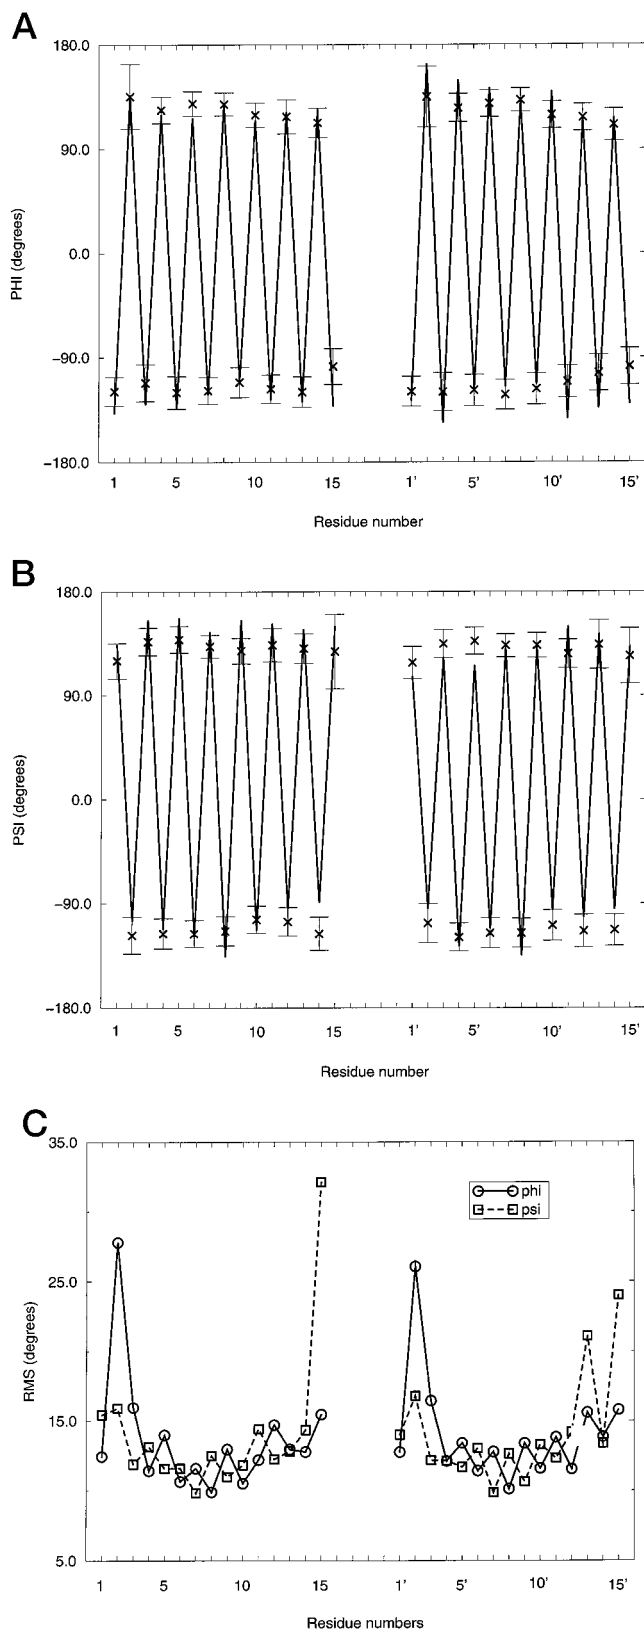 A
180.0
90.0
0.0
−90.0
−180.0
PHI (degrees)
1 5 10 15 1' 5' 10' 15'
Residue number
B
180.0
90.0
0.0
−90.0
−180.0
PSI (degrees)
1 5 10 15 1' 5' 10' 15'
Residue number
C
35.0
25.0
15.0
5.0
RMS (degrees)
phi
psi
1 5 10 15 1' 5' 10' 15'
Residue numbers